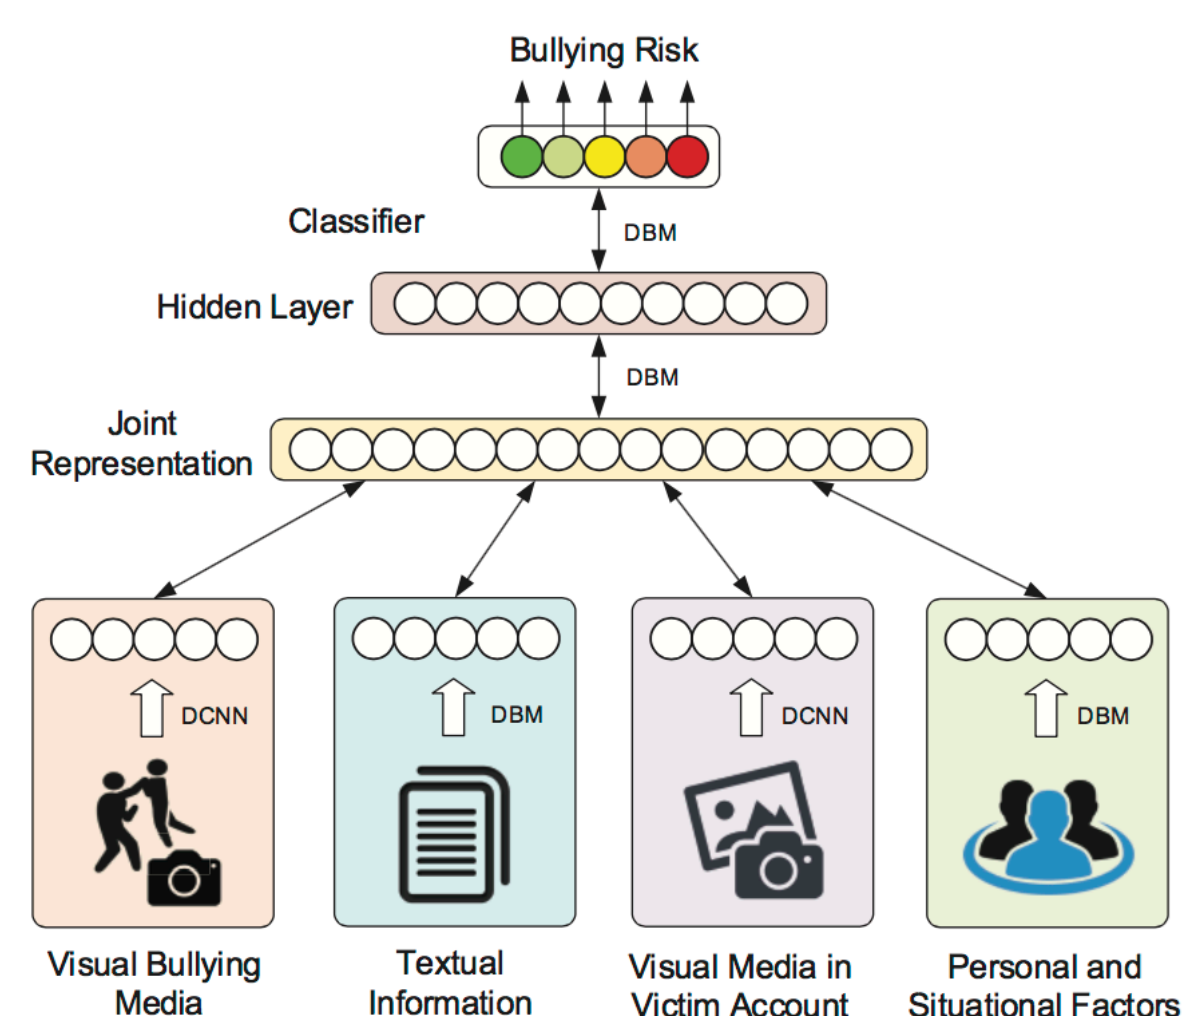 Bullying Risk
Classifier
DBM
Hidden Layer
DBM
Joint
Representation
DCNN
DBM
DCNN
DBM
Visual Bullying
Media
Textual
Information
Visual Media in
Victim Account
Personal and
Situational Factors